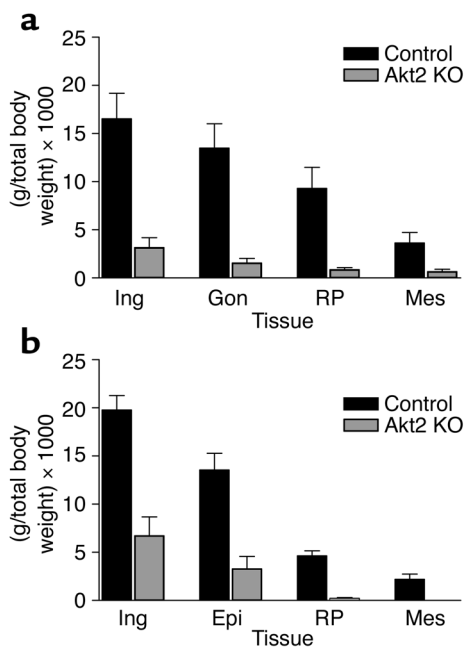 a
25
20
15
10
5
0
(g/total body
weight) × 1000
Control
Akt2 KO
Ing Gon RP Mes
Tissue
b
25
20
15
10
5
0
(g/total body
weight) × 1000
Control
Akt2 KO
Ing Epi RP Mes
Tissue